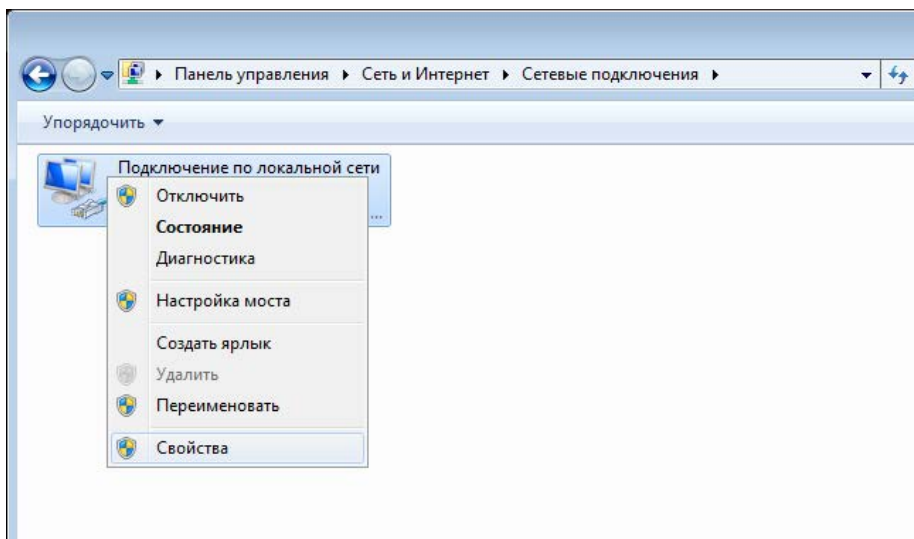 Панель управления ▸ Сеть и Интернет ▸ Сетевые подключения ▸
Упорядочить
Подключение по локальной сети
...
Отключить
Состояние
Диагностика
Настройка моста
Создать ярлык
Удалить
Переименовать
Свойства